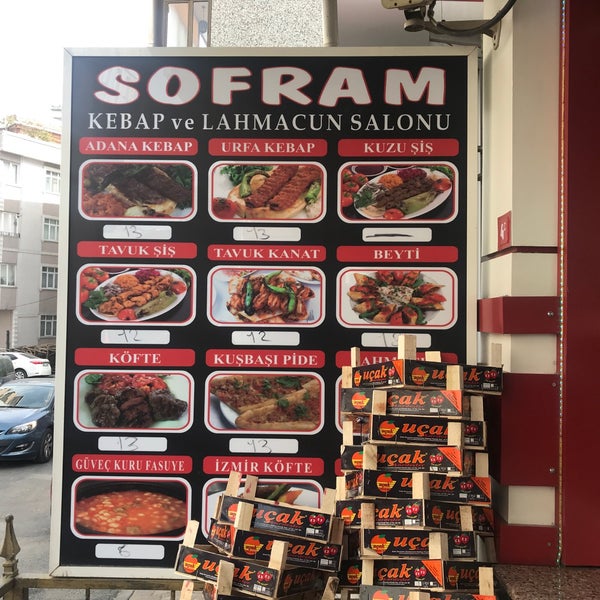 SOFRAM
KEBAP ve LAHMACUN SALONU
ADANA KEBAP
URFA KEBAP
KUZU ŞİŞ
13
13
TAVUK ŞİŞ
TAVUK KANAT
BEYTİ
12
12
KÖFTE
KUŞBAŞI PİDE
13
13
GÜVEÇ KURU FASUYE
İZMİR KÖFTE
uçak
uçak
uçak
uçak
uçak
uçak
uçak
uçak
uçak
uçak